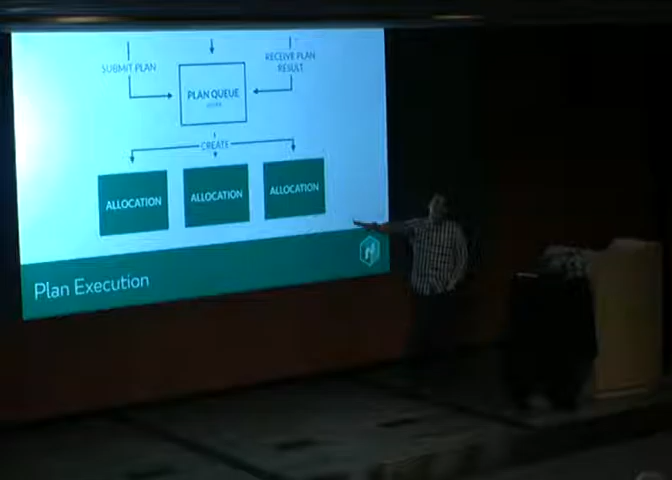 SUBMIT PLAN
RECEIVE PLAN
RESULT
PLAN QUEUE
CREATE
ALLOCATION
ALLOCATION
ALLOCATION
Plan Execution